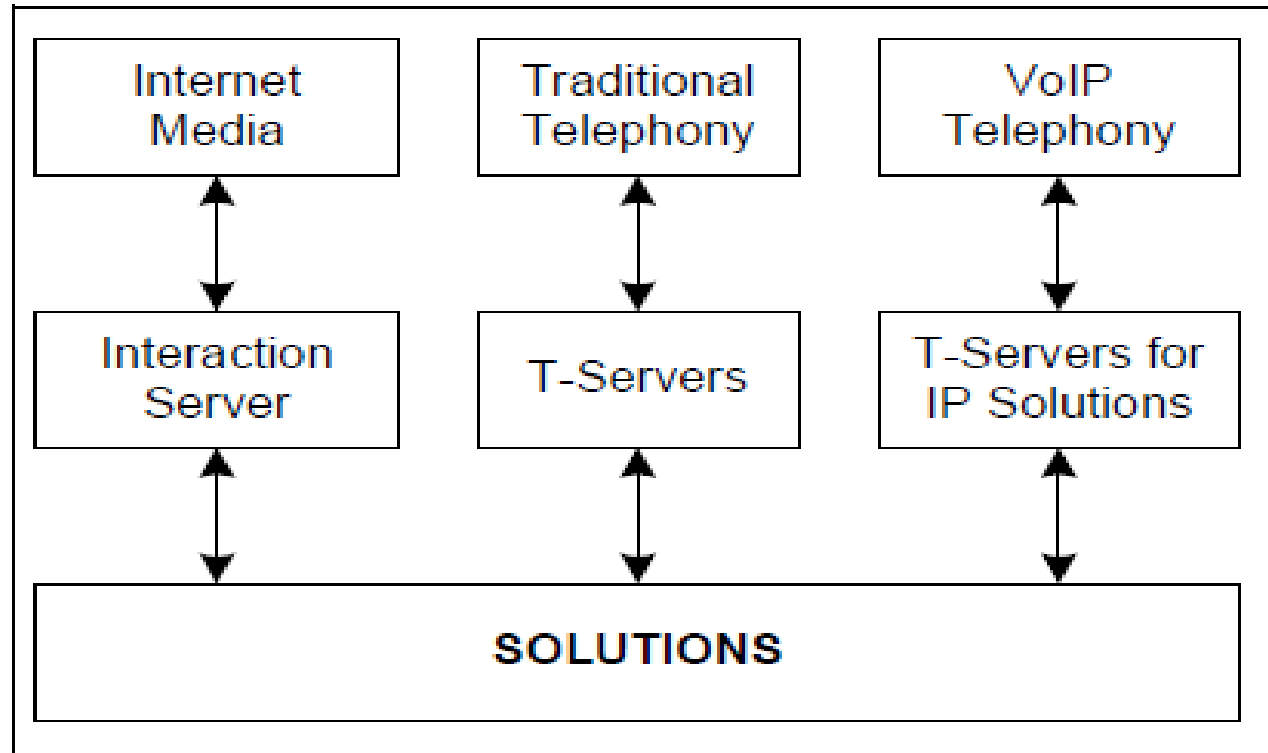 Internet
Media
Traditional
Telephony
VoIP
Telephony
Interaction
Server
T-Servers
T-Servers for
IP Solutions
SOLUTIONS